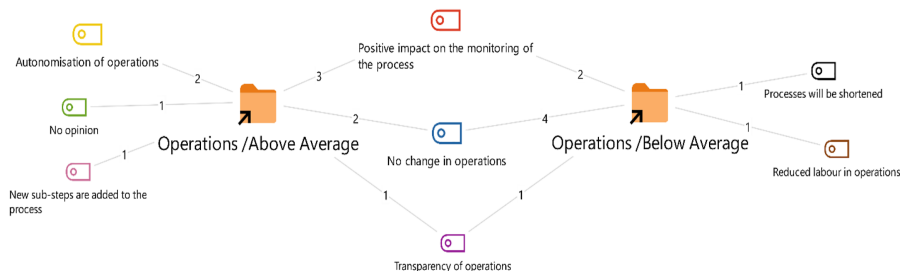 Autonomisation of operations
2
No opinion
1
New sub-steps are added to the
process
1
Operations /Above Average
3
Positive impact on the monitoring of
the process
2
2
No change in operations
4
1
Transparency of operations
1
Operations /Below Average
1
Processes will be shortened
1
Reduced labour in operations